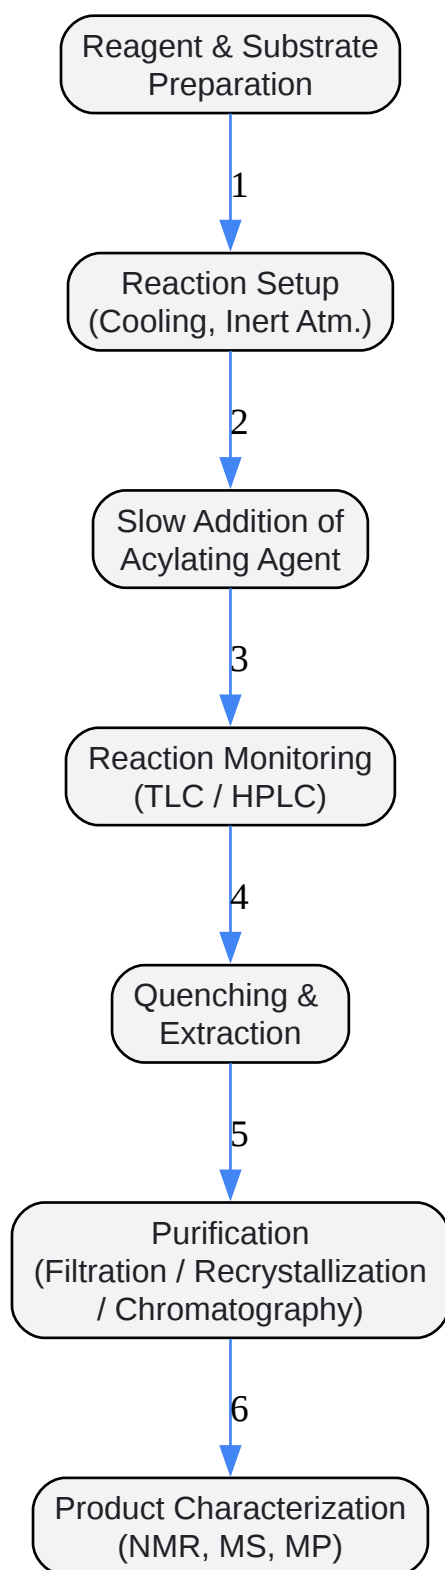 Reagent & Substrate
Preparation
1
Reaction Setup
(Cooling, Inert Atm.)
2
Slow Addition of
Acylating Agent
3
Reaction Monitoring
(TLC / HPLC)
4
Quenching &
Extraction
5
Purification
(Filtration / Recrystallization
/ Chromatography)
6
Product Characterization
(NMR, MS, MP)